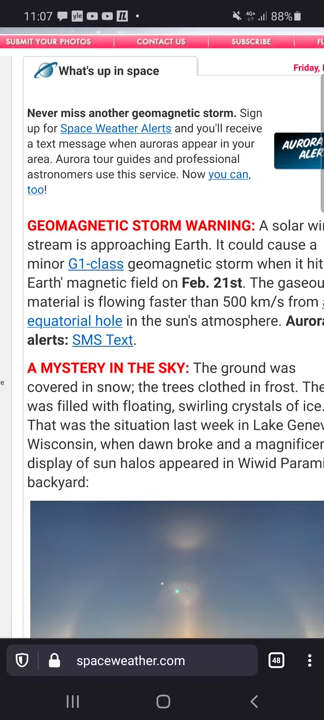 11:07 yle 4G+ 88%
SUBMIT YOUR PHOTOS CONTACT US SUBSCRIBE
What's up in space
Friday,
Never miss another geomagnetic storm. Sign
up for Space Weather Alerts and you'll receive
a text message when auroras appear in your
area. Aurora tour guides and professional
astronomers use this service. Now you can,
too!
AURORA
ALER
GEOMAGNETIC STORM WARNING: A solar wi
stream is approaching Earth. It could cause a
minor G1-class geomagnetic storm when it hit
Earth' magnetic field on Feb. 21st. The gaseou
material is flowing faster than 500 km/s from
equatorial hole in the sun's atmosphere. Auror
alerts: SMS Text.
A MYSTERY IN THE SKY: The ground was
covered in snow; the trees clothed in frost. The
was filled with floating, swirling crystals of ice.
That was the situation last week in Lake Genev
Wisconsin, when dawn broke and a magnificen
display of sun halos appeared in Wiwid Parami
backyard:
spaceweather.com
48